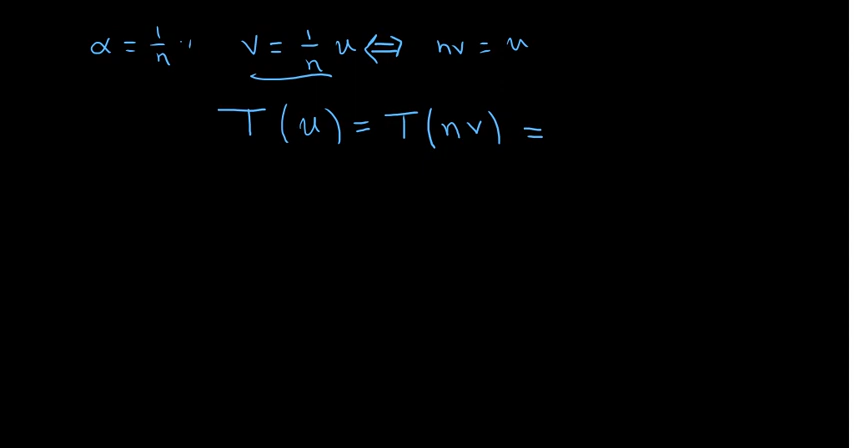 α = 1/n ·· v = 1/n u ⇔ nv = u
T(u) = T(nv) =